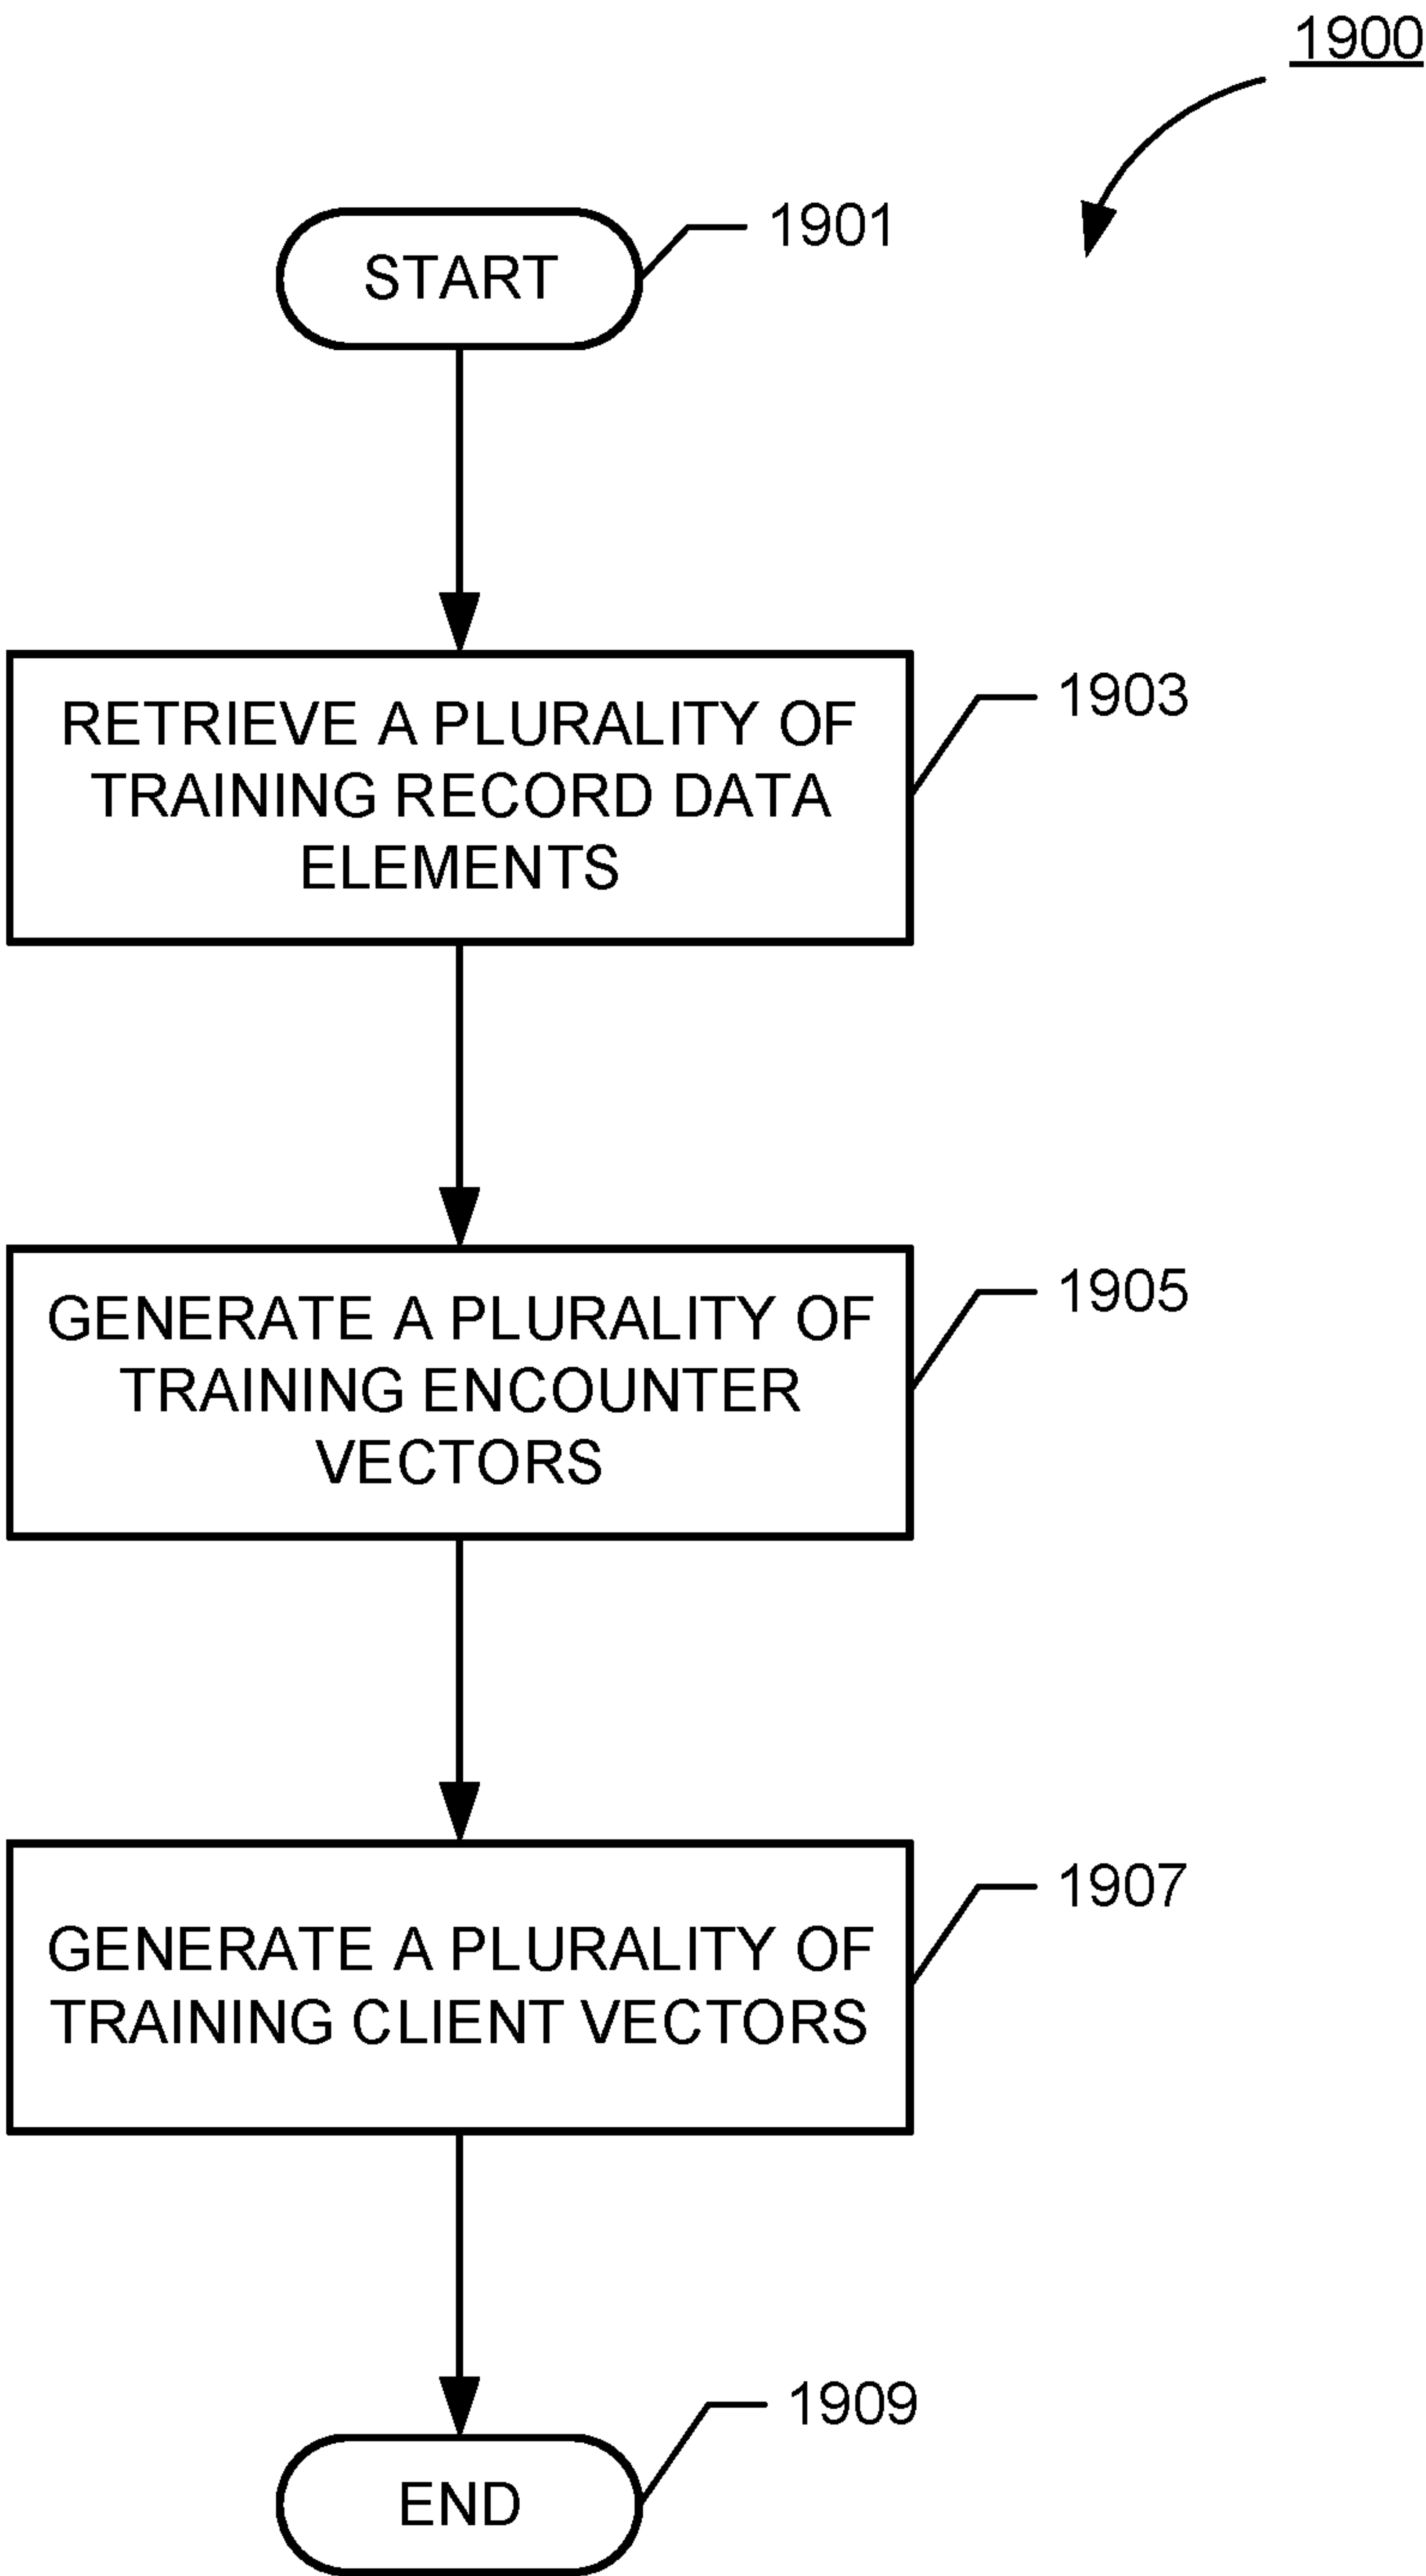 1900
START
1901
RETRIEVE A PLURALITY OF
TRAINING RECORD DATA
ELEMENTS
1903
GENERATE A PLURALITY OF
TRAINING ENCOUNTER
VECTORS
1905
GENERATE A PLURALITY OF
TRAINING CLIENT VECTORS
1907
END
1909